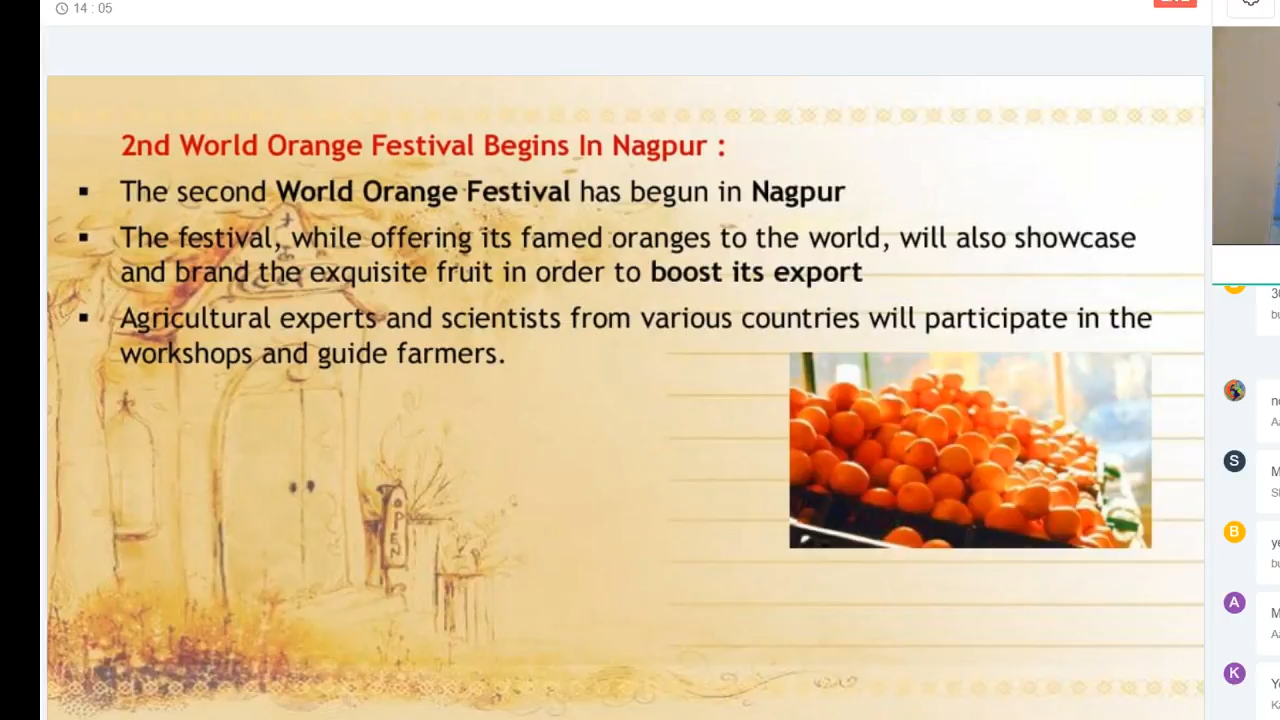 14 : 05
2nd World Orange Festival Begins In Nagpur :
▪ The second World Orange Festival has begun in Nagpur
▪ The festival, while offering its famed oranges to the world, will also showcase
and brand the exquisite fruit in order to boost its export
▪ Agricultural experts and scientists from various countries will participate in the
workshops and guide farmers.
OPEN
S
B
A
K